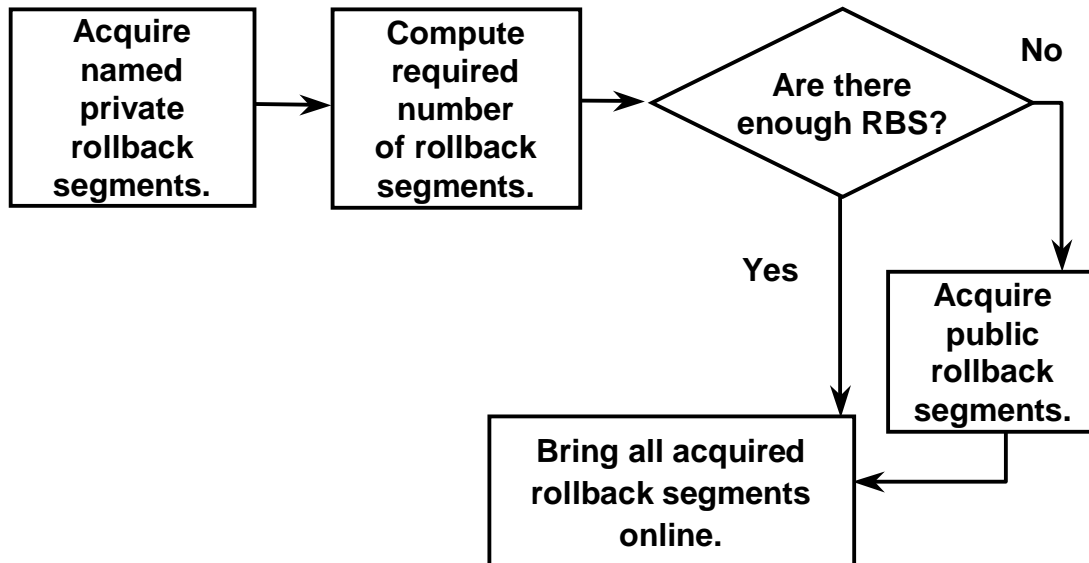 Acquire
named
private
rollback
segments.
Compute
required
number
of rollback
segments.
Are there
enough RBS?
No
Yes
Acquire
public
rollback
segments.
Bring all acquired
rollback segments
online.